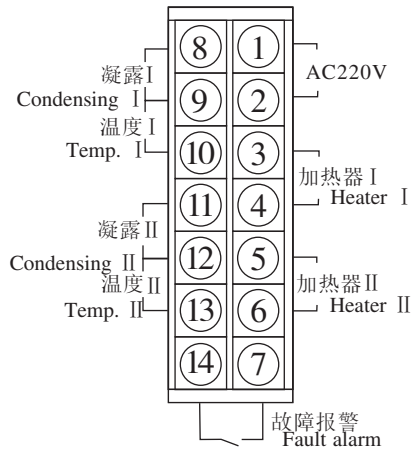 8 1
凝露Ⅰ
AC220V
Condensing Ⅰ
9 2
温度Ⅰ
Temp. Ⅰ
10 3
加热器Ⅰ
Heater Ⅰ
11 4
凝露Ⅱ
Condensing Ⅱ
12 5
温度Ⅱ
加热器Ⅱ
Temp. Ⅱ
13 6
Heater Ⅱ
14 7
故障报警
Fault alarm